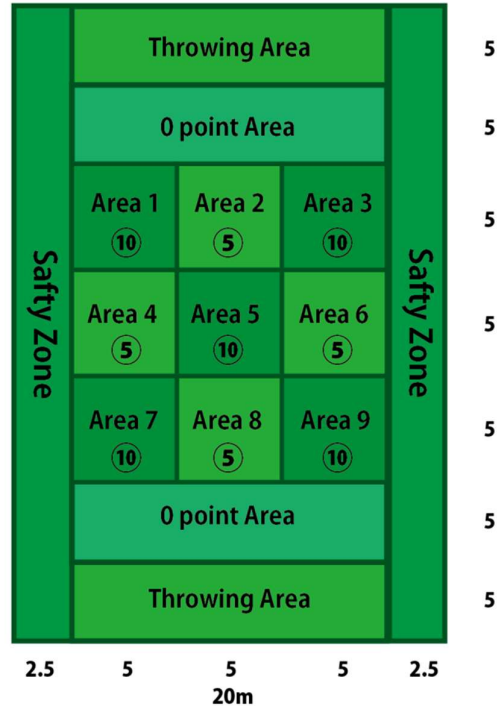 Throwing Area
5
0 point Area
5
Area 1 Area 2 Area 3
10 5 10
5
Safty Zone
Safty Zone
Area 4 Area 5 Area 6
5 10 5
5
Area 7 Area 8 Area 9
10 5 10
5
0 point Area
5
Throwing Area
5
2.5 5 5 5 2.5
20m